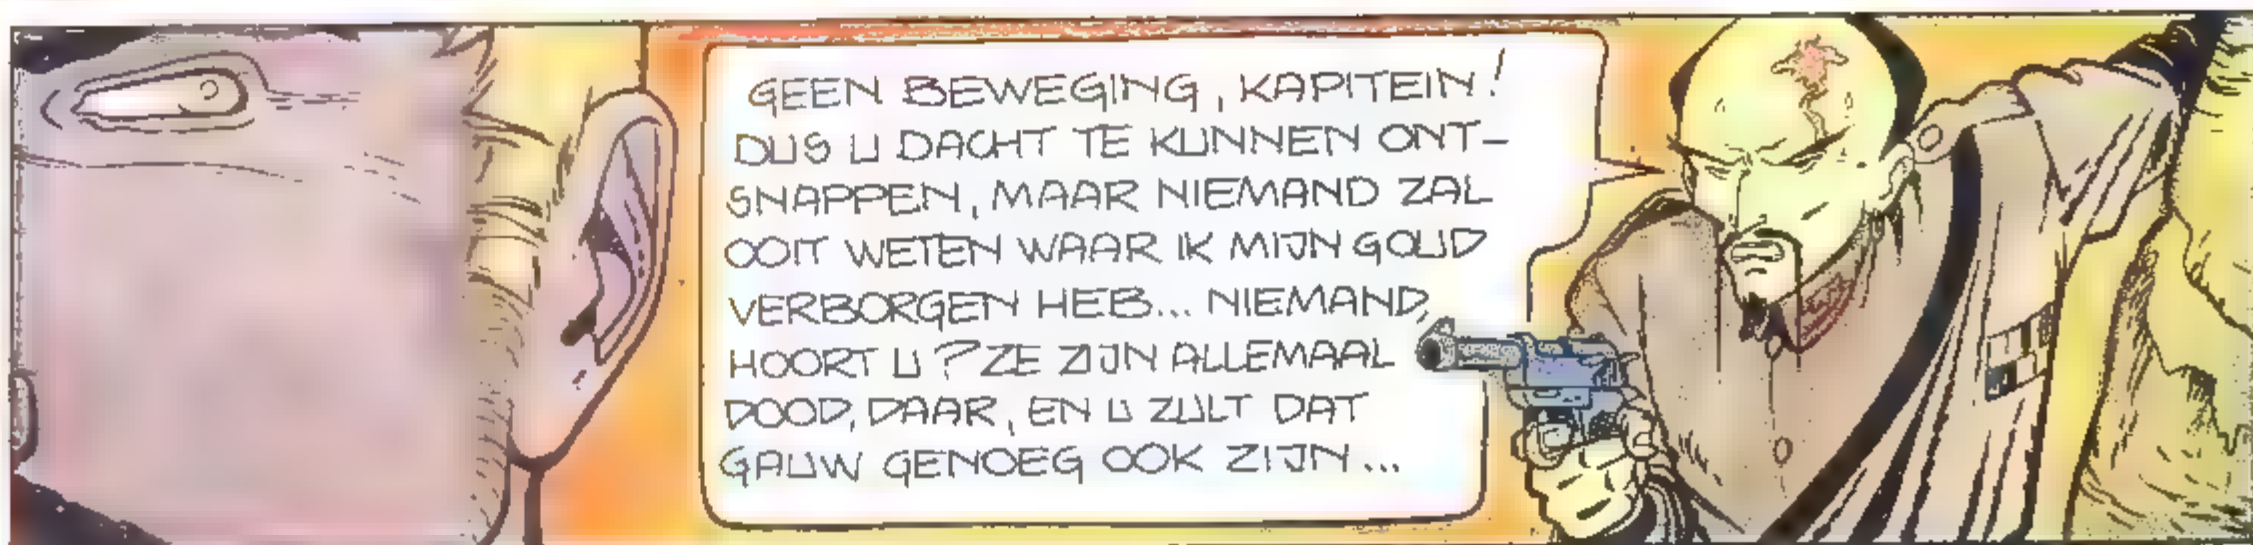 GEEN BEWEGING, KAPITEIN!
DUS U DACHT TE KUNNEN ONT-
SNAPPEN, MAAR NIEMAND ZAL
OOIT WETEN WAAR IK MIJN GOUD
VERBORGEN HEB... NIEMAND,
HOORT U? ZE ZIJN ALLEMAAL
DOOD, DAAR, EN U ZULT DAT
GAUW GENOEG OOK ZIJN...